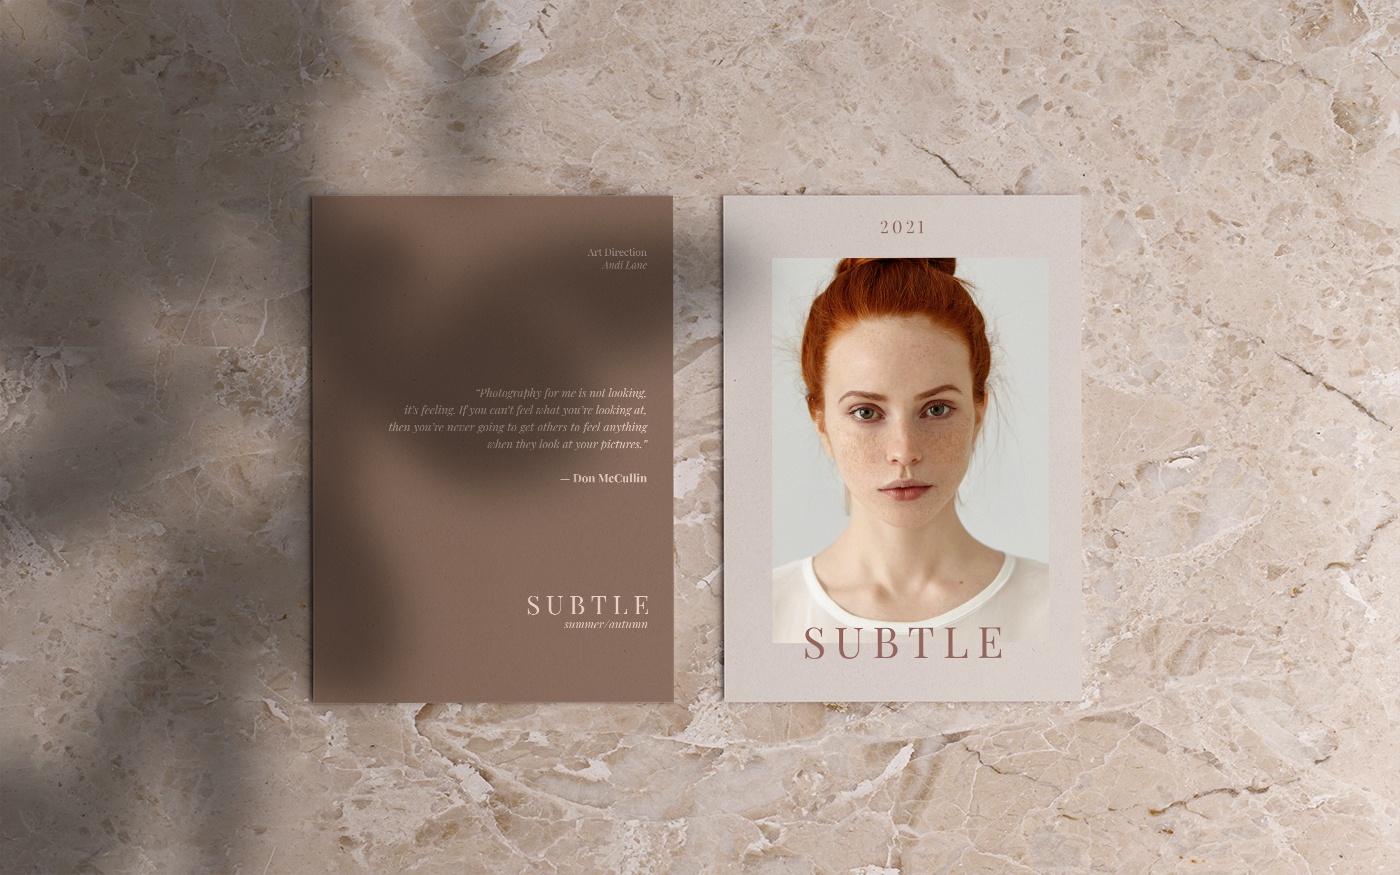 Art Direction
Andi Lane
“Photography for me is not looking,
it’s feeling. If you can’t feel what you’re looking at,
then you’re never going to get others to feel anything
when they look at your pictures.”
— Don McCullin
SUBTLE
summer/autumn
2021
SUBTLE